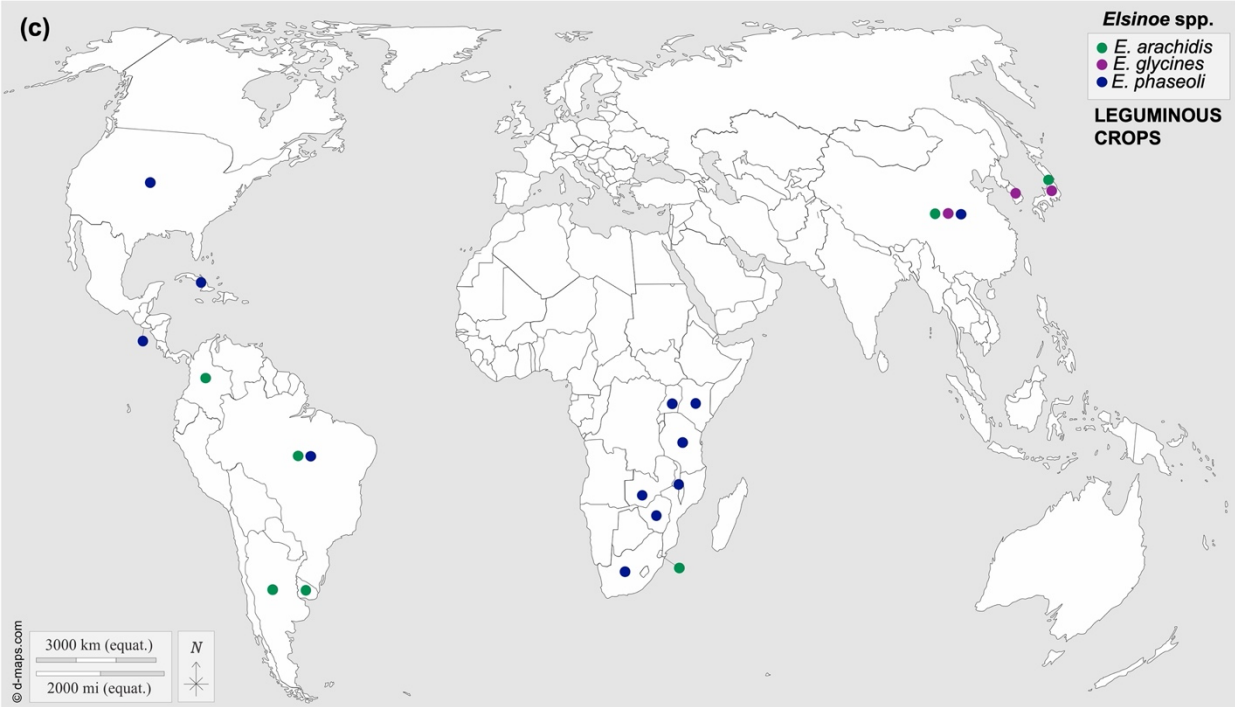 (c)
Elsinoe spp.
E. arachidis
E. glycines
E. phaseoli
LEGUMINOUS
CROPS
© d-maps.com
3000 km (equat.)
2000 mi (equat.)
N